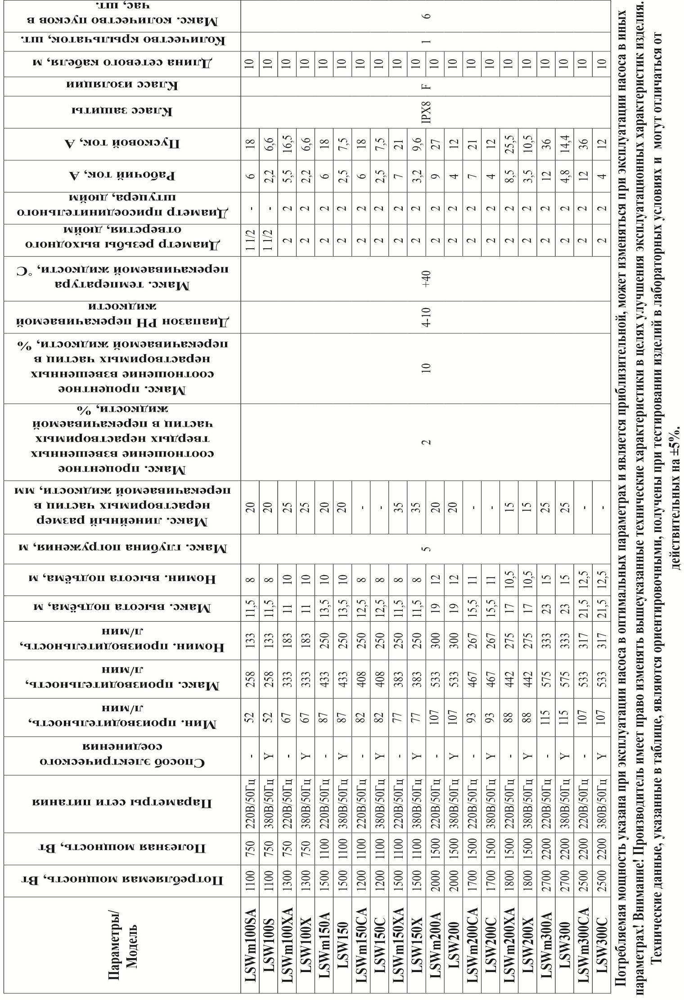 Параметры/
Модель
Потребляемая мощность, Вт
Полезная мощность, Вт
Параметры сети питания
Способ электрического
соединения
Мин. производительность,
л/мин
Макс. производительность,
л/мин
Номин. производительность,
л/мин
Макс. высота подъёма, м
Номин. высота подъёма, м
Макс. глубина погружения, м
Макс. линейный размер
нерастворимых частиц в
перекачиваемой жидкости, мм
Макс. процентное
соотношение взвешенных
твердых нерастворимых
частиц в перекачиваемой
жидкости, %
Макс. процентное
соотношение взвешенных
нерастворимых частиц в
перекачиваемой жидкости, %
Диапазон PH перекачиваемой
жидкости
Макс. температура
перекачиваемой жидкости, ˚С
Диаметр резьбы выходного
отверстия, дюйм
Диаметр присоединительного
штуцера, дюйм
Рабочий ток, А
Пусковой ток, А
Класс защиты
Класс изоляции
Длина сетевого кабеля, м
Количество крыльчаток, шт.
Макс. количество пусков в
час, шт.
LSWm100SA 1100 750 220В/50Гц - 52 258 133 11,5 8 20 1 1/2 - 6 18 10
LSW100S 1100 750 380В/50Гц Y 52 258 133 11,5 8 20 1 1/2 - 2,2 6,6 10
LSWm100XA 1300 750 220В/50Гц - 67 333 183 11 10 25 2 2 5,5 16,5 10
LSW100X 1300 750 380В/50Гц Y 67 333 183 11 10 25 2 2 2,2 6,6 10
LSWm150A 1500 1100 220В/50Гц - 87 433 250 13,5 10 20 2 2 6 18 10
LSW150 1500 1100 380В/50Гц Y 87 433 250 13,5 10 20 2 2 2,5 7,5 10
LSWm150CA 1200 1100 220В/50Гц - 82 408 250 12,5 8 - 2 2 6 18 10
LSW150C 1200 1100 380В/50Гц Y 82 408 250 12,5 8 - 2 2 2,5 7,5 10
LSWm150XA 1500 1100 220В/50Гц - 77 383 250 11,5 8 35 2 2 7 21 10
LSW150X 1500 1100 380В/50Гц Y 77 383 250 11,5 8 35 2 2 3,2 9,6 10
5 2 10 4-10 +40 IPX8 F 1 6
LSWm200A 2000 1500 220В/50Гц - 107 533 300 19 12 20 2 2 9 27 10
LSW200 2000 1500 380В/50Гц Y 107 533 300 19 12 20 2 2 4 12 10
LSWm200CA 1700 1500 220В/50Гц - 93 467 267 15,5 11 - 2 2 7 21 10
LSW200C 1700 1500 380В/50Гц Y 93 467 267 15,5 11 - 2 2 4 12 10
LSWm200XA 1800 1500 220В/50Гц - 88 442 275 17 10,5 15 2 2 8,5 25,5 10
LSW200X 1800 1500 380В/50Гц Y 88 442 275 17 10,5 15 2 2 3,5 10,5 10
LSWm300A 2700 2200 220В/50Гц - 115 575 333 23 15 25 2 2 12 36 10
LSW300 2700 2200 380В/50Гц Y 115 575 333 23 15 25 2 2 4,8 14,4 10
LSWm300CA 2500 2200 220В/50Гц - 107 533 317 21,5 12,5 - 2 2 12 36 10
LSW300C 2500 2200 380В/50Гц Y 107 533 317 21,5 12,5 - 2 2 4 12 10
Потребляемая мощность указана при эксплуатации насоса в оптимальных параметрах и является приблизительной, может изменяться при эксплуатации насоса в иных
параметрах! Внимание! Производитель имеет право изменять вышеуказанные технические характеристики в целях улучшения эксплуатационных характеристик изделия.
Технические данные, указанные в таблице, являются ориентировочными, получены при тестировании изделий в лабораторных условиях и могут отличаться от
действительных на ±5%.